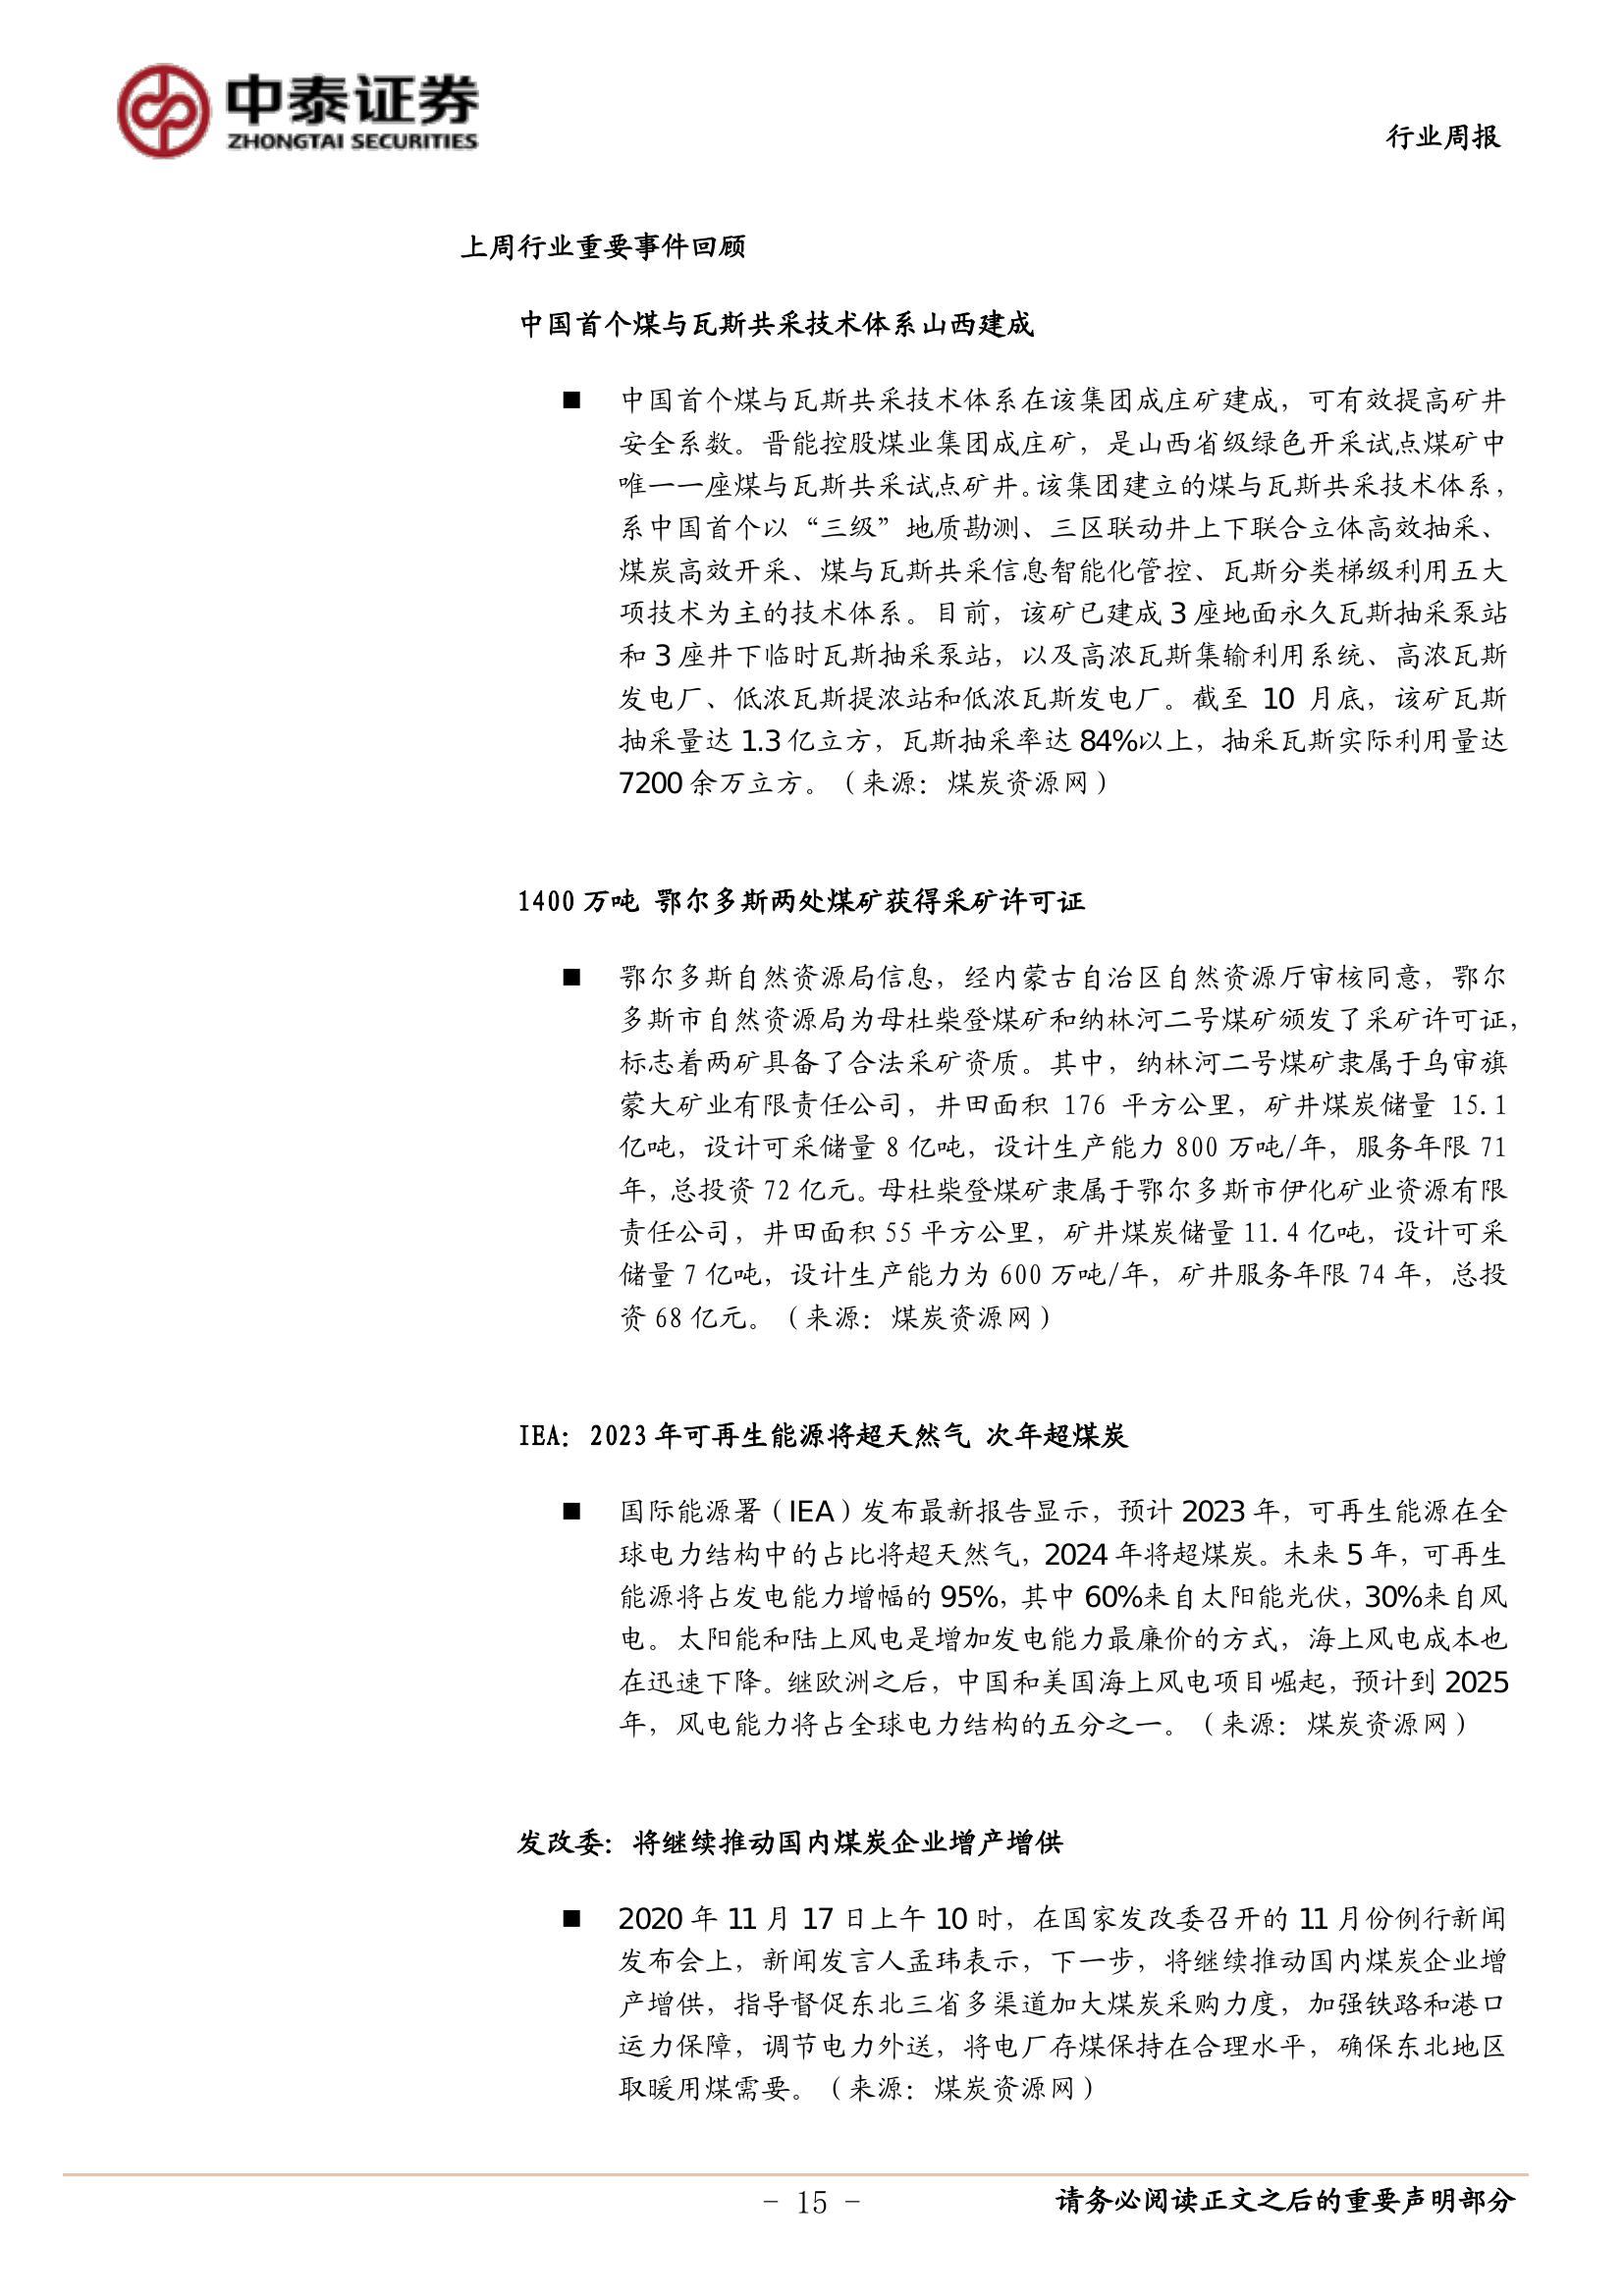 中泰证券
ZHONGTAI SECURITIES
行业周报
上周行业重要事件回顾
中国首个煤与瓦斯共采技术体系山西建成
■ 中国首个煤与瓦斯共采技术体系在该集团成庄矿建成，可有效提高矿井
安全系数。晋能控股煤业集团成庄矿，是山西省级绿色开采试点煤矿中
唯一一座煤与瓦斯共采试点矿井。该集团建立的煤与瓦斯共采技术体系，
系中国首个以“三级”地质勘测、三区联动井上下联合立体高效抽采、
煤炭高效开采、煤与瓦斯共采信息智能化管控、瓦斯分类梯级利用五大
项技术为主的技术体系。目前，该矿已建成 3 座地面永久瓦斯抽采泵站
和 3 座井下临时瓦斯抽采泵站，以及高浓瓦斯集输利用系统、高浓瓦斯
发电厂、低浓瓦斯提浓站和低浓瓦斯发电厂。截至 10 月底，该矿瓦斯
抽采量达 1.3 亿立方，瓦斯抽采率达 84%以上，抽采瓦斯实际利用量达
7200 余万立方。（来源：煤炭资源网）
1400 万吨 鄂尔多斯两处煤矿获得采矿许可证
■ 鄂尔多斯自然资源局信息，经内蒙古自治区自然资源厅审核同意，鄂尔
多斯市自然资源局为母杜柴登煤矿和纳林河二号煤矿颁发了采矿许可证，
标志着两矿具备了合法采矿资质。其中，纳林河二号煤矿隶属于乌审旗
蒙大矿业有限责任公司，井田面积 176 平方公里，矿井煤炭储量 15.1
亿吨，设计可采储量 8 亿吨，设计生产能力 800 万吨/年，服务年限 71
年，总投资 72 亿元。母杜柴登煤矿隶属于鄂尔多斯市伊化矿业资源有限
责任公司，井田面积 55 平方公里，矿井煤炭储量 11.4 亿吨，设计可采
储量 7 亿吨，设计生产能力为 600 万吨/年，矿井服务年限 74 年，总投
资 68 亿元。（来源：煤炭资源网）
IEA：2023 年可再生能源将超天然气 次年超煤炭
■ 国际能源署（IEA）发布最新报告显示，预计 2023 年，可再生能源在全
球电力结构中的占比将超天然气，2024 年将超煤炭。未来 5 年，可再生
能源将占发电能力增幅的 95%，其中 60%来自太阳能光伏，30%来自风
电。太阳能和陆上风电是增加发电能力最廉价的方式，海上风电成本也
在迅速下降。继欧洲之后，中国和美国海上风电项目崛起，预计到 2025
年，风电能力将占全球电力结构的五分之一。（来源：煤炭资源网）
发改委：将继续推动国内煤炭企业增产增供
■ 2020 年 11 月 17 日上午 10 时，在国家发改委召开的 11 月份例行新闻
发布会上，新闻发言人孟玮表示，下一步，将继续推动国内煤炭企业增
产增供，指导督促东北三省多渠道加大煤炭采购力度，加强铁路和港口
运力保障，调节电力外送，将电厂存煤保持在合理水平，确保东北地区
取暖用煤需要。（来源：煤炭资源网）
- 15 -
请务必阅读正文之后的重要声明部分